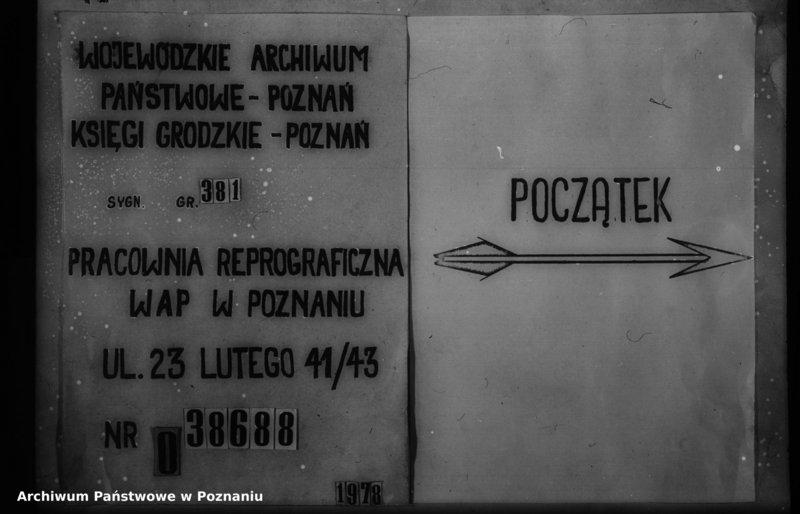 WOJEWÓDZKIE ARCHIWUM
PAŃSTWOWE - POZNAŃ
KSIĘGI GRODZKIE - POZNAŃ
SYGN. GR. 381
PRACOWNIA REPROGRAFICZNA
WAP W POZNANIU
UL. 23 LUTEGO 41/43
NR 0 38688
1978
POCZĄTEK
Archiwum Państwowe w Poznaniu